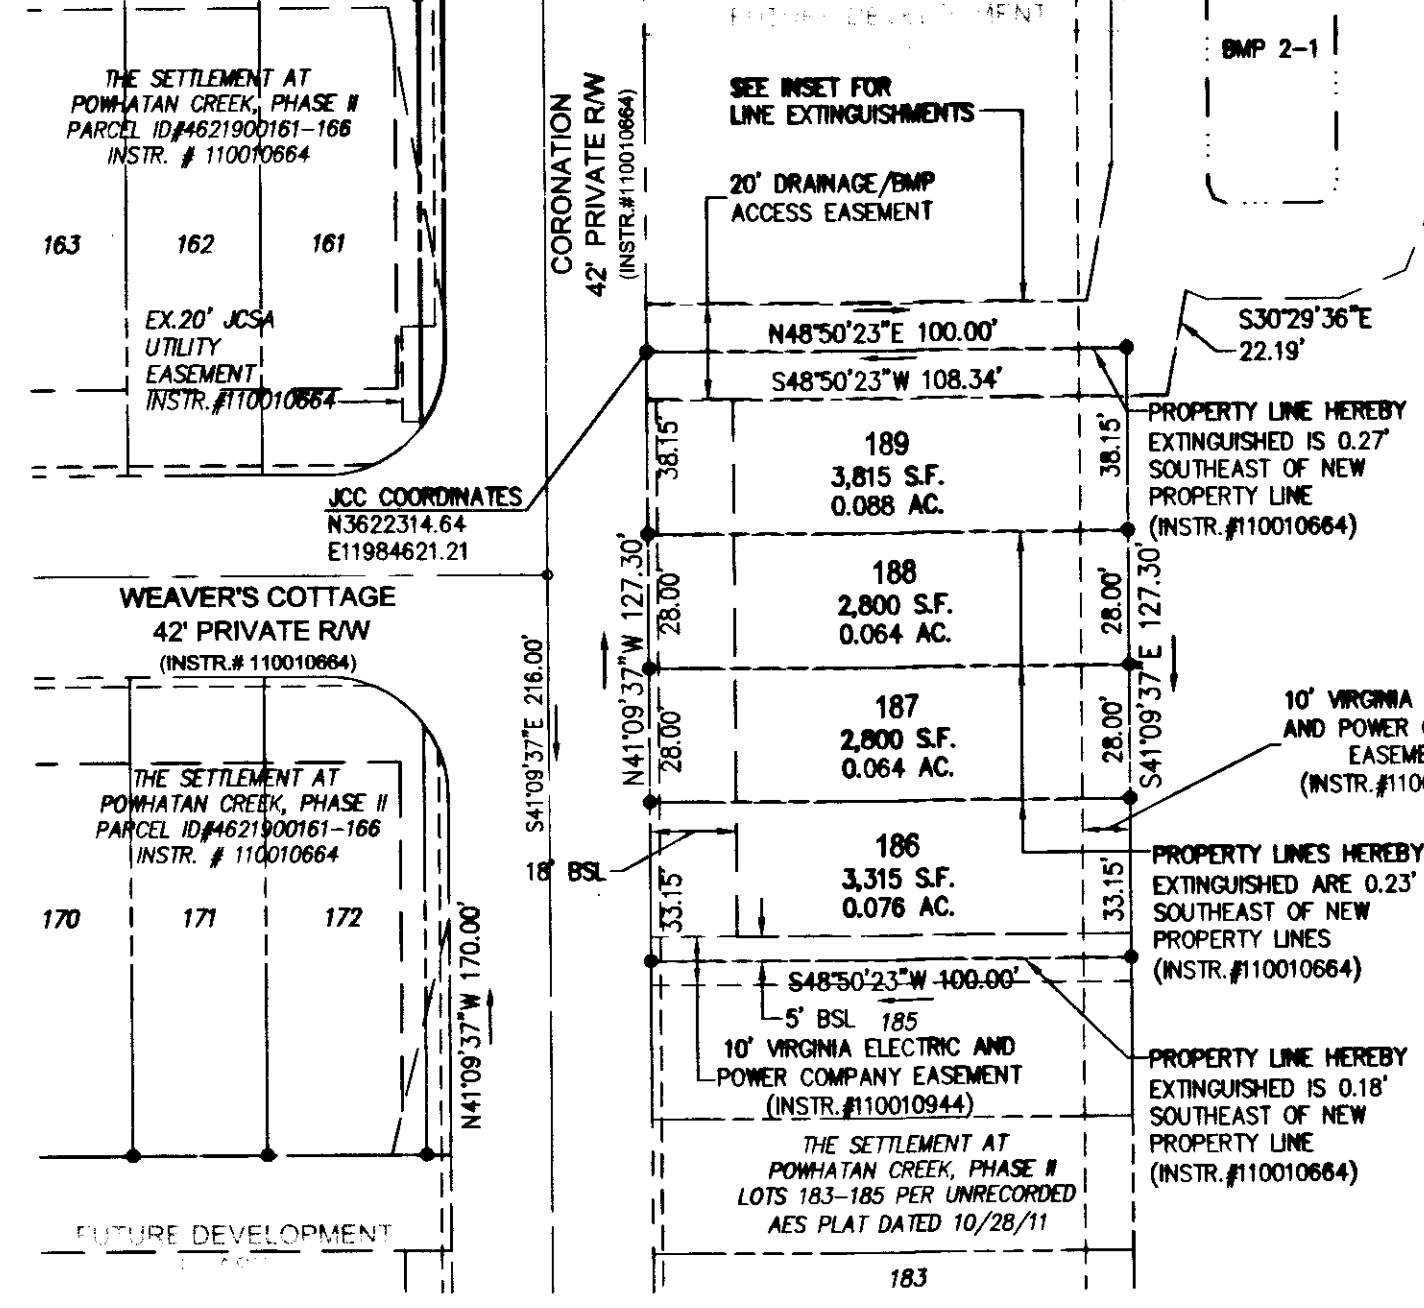 FUTURE DEVELOPMENT
BMP 2-1
THE SETTLEMENT AT
POWHATAN CREEK, PHASE II
PARCEL ID#4621900161-166
INSTR. # 110010664
163
162
161
EX.20' JCSA
UTILITY
EASEMENT
INSTR.#110010664
CORONATION
42' PRIVATE R/W
(INSTR.#110010664)
SEE INSET FOR
LINE EXTINGUISHMENTS
20' DRAINAGE/BMP
ACCESS EASEMENT
N48°50'23"E 100.00'
S48°50'23"W 108.34'
S30°29'36"E
22.19'
PROPERTY LINE HEREBY
EXTINGUISHED IS 0.27'
SOUTHEAST OF NEW
PROPERTY LINE
(INSTR.#110010664)
JCC COORDINATES
N3622314.64
E11984621.21
38.15'
189
3,815 S.F.
0.088 AC.
38.15'
WEAVER'S COTTAGE
42' PRIVATE R/W
(INSTR.# 110010664)
S41°09'37"E 216.00'
N41°09'37"W 127.30'
28.00'
188
2,800 S.F.
0.064 AC.
28.00'
S41°09'37"E 127.30'
28.00'
187
2,800 S.F.
0.064 AC.
28.00'
10' VIRGINIA
AND POWER
EASEME
(INSTR.#110
THE SETTLEMENT AT
POWHATAN CREEK, PHASE II
PARCEL ID#4621900161-166
INSTR. # 110010664
170
171
172
N41°09'37"W 170.00'
18' BSL
33.15'
186
3,315 S.F.
0.076 AC.
33.15'
PROPERTY LINES HEREBY
EXTINGUISHED ARE 0.23'
SOUTHEAST OF NEW
PROPERTY LINES
(INSTR.#110010664)
S48°50'23"W 100.00'
5' BSL
185
10' VIRGINIA ELECTRIC AND
POWER COMPANY EASEMENT
(INSTR.#110010944)
PROPERTY LINE HEREBY
EXTINGUISHED IS 0.18'
SOUTHEAST OF NEW
PROPERTY LINE
(INSTR.#110010664)
THE SETTLEMENT AT
POWHATAN CREEK, PHASE II
LOTS 183-185 PER UNRECORDED
AES PLAT DATED 10/28/11
183
FUTURE DEVELOPMENT